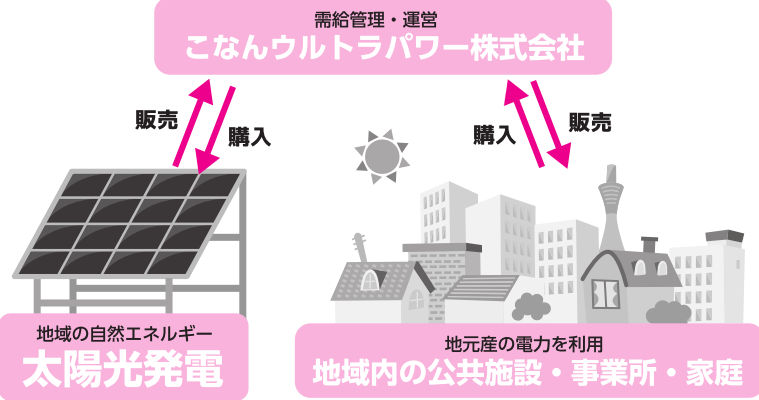 需給管理・運営
こなんウルトラパワー株式会社
販売
購入
購入
販売
地域の自然エネルギー
太陽光発電
地元産の電力を利用
地域内の公共施設・事業所・家庭